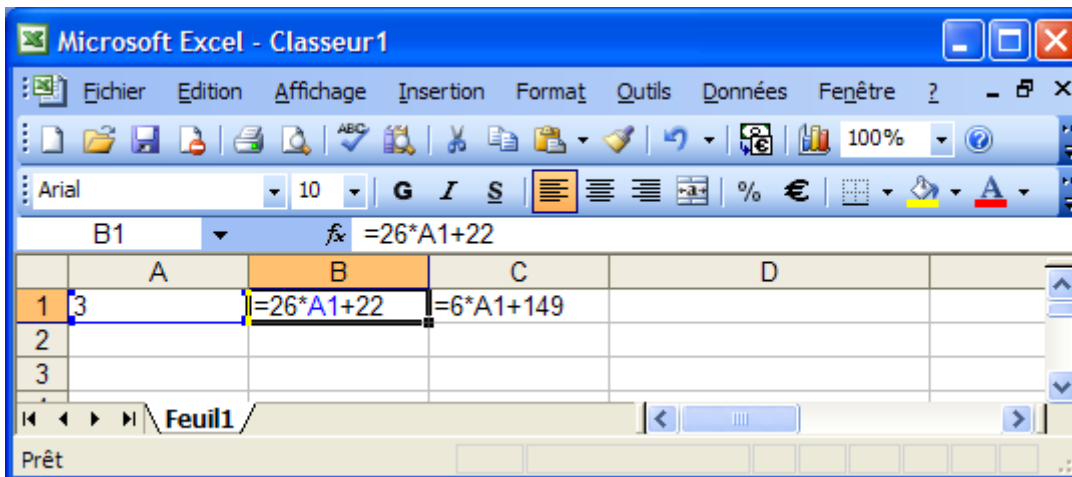 Microsoft Excel - Classeur1
Fichier Edition Affichage Insertion Format Outils Données Fenêtre ?
ABC 100%
Arial 10 G I S % € A
B1 fx =26*A1+22
A B C D
1 3 =26*A1+22 =6*A1+149
2
3
Feuil1
Prêt